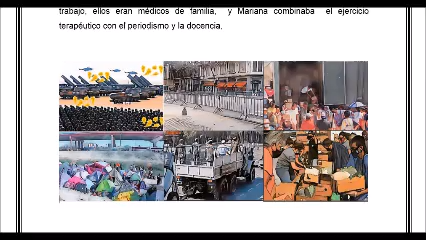 trabajo, ellos eran médicos de familia, y Mariana combinaba el ejercicio
terapéutico con el periodismo y la docencia.